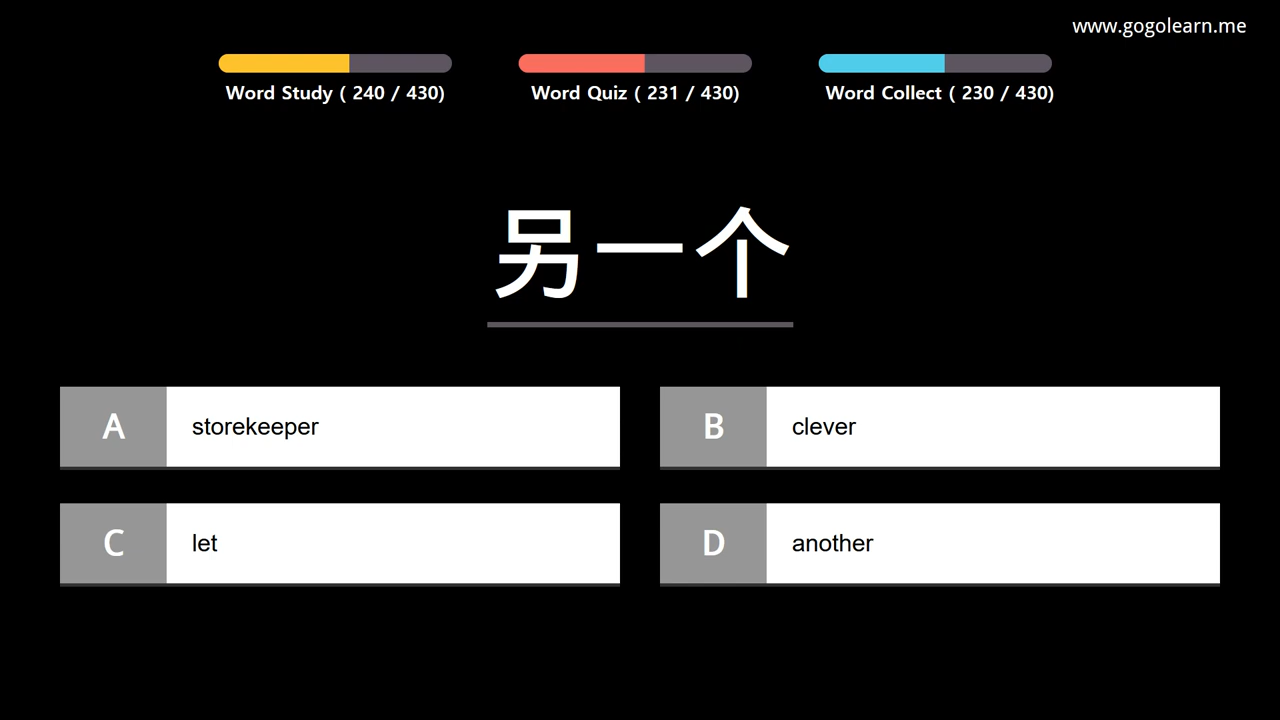 www.gogolearn.me
Word Study ( 240 / 430)
Word Quiz ( 231 / 430)
Word Collect ( 230 / 430)
另一个
A storekeeper
B clever
C let
D another